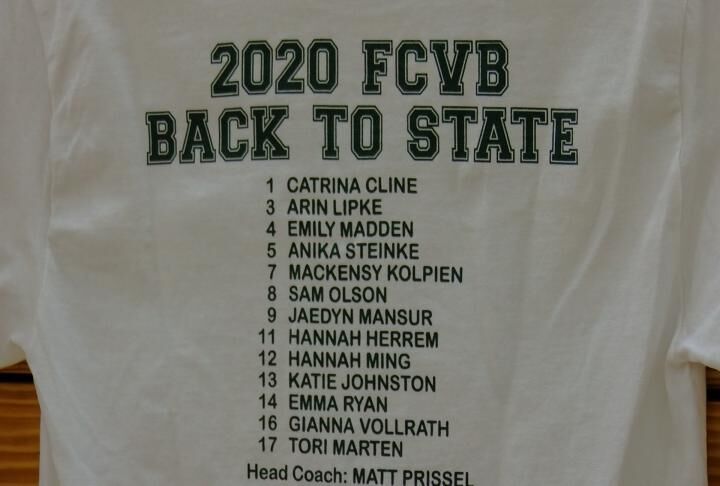 2020 FCVB
BACK TO STATE
1 CATRINA CLINE
3 ARIN LIPKE
4 EMILY MADDEN
5 ANIKA STEINKE
7 MACKENSY KOLPIEN
8 SAM OLSON
9 JAEDYN MANSUR
11 HANNAH HERREM
12 HANNAH MING
13 KATIE JOHNSTON
14 EMMA RYAN
16 GIANNA VOLLRATH
17 TORI MARTEN
Head Coach: MATT PRISSEL